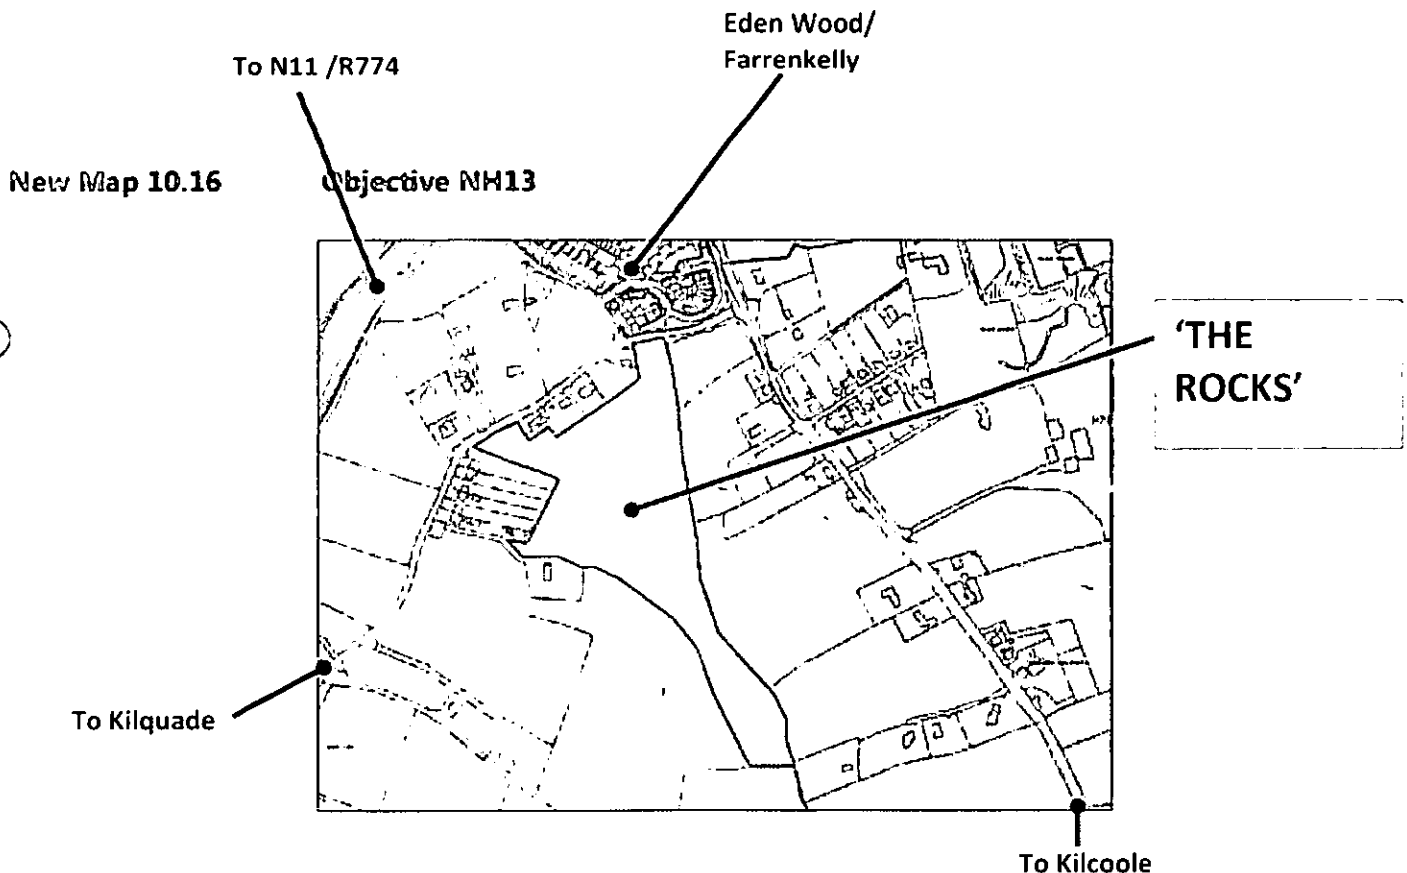 Eden Wood/
Farrenkelly
To N11 /R774
New Map 10.16 Objective NH13
'THE
ROCKS'
To Kilquade
To Kilcoole